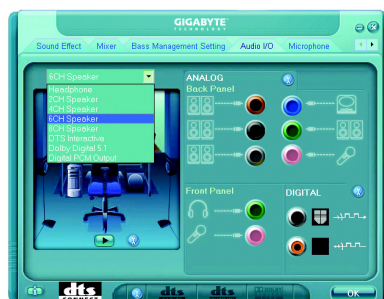 GIGABYTE
TECHNOLOGY
Sound Effect Mixer Bass Management Setting Audio I/O Microphone
6CH Speaker
Headphone
2CH Speaker
4CH Speaker
6CH Speaker
8CH Speaker
DTS Interactive
Dolby Digital 5.1
Digital PCM Output
ANALOG
Back Panel
Front Panel
DIGITAL
dts dts dts
CONNECT
OK